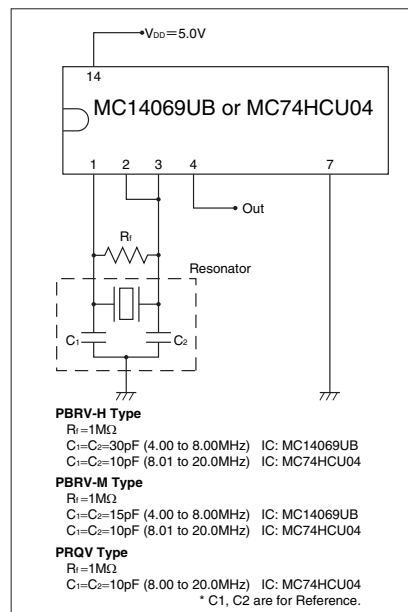 VDD=5.0V
14
MC14069UB or MC74HCU04
1 2 3 4 7
Out
Rf
Resonator
C1 C2
PBRV-H Type
Rf=1MΩ
C1=C2=30pF (4.00 to 8.00MHz) IC: MC14069UB
C1=C2=10pF (8.01 to 20.0MHz) IC: MC74HCU04
PBRV-M Type
Rf=1MΩ
C1=C2=15pF (4.00 to 8.00MHz) IC: MC14069UB
C1=C2=10pF (8.01 to 20.0MHz) IC: MC74HCU04
PRQV Type
Rf=1MΩ
C1=C2=10pF (8.00 to 20.0MHz) IC: MC74HCU04
* C1, C2 are for Reference.